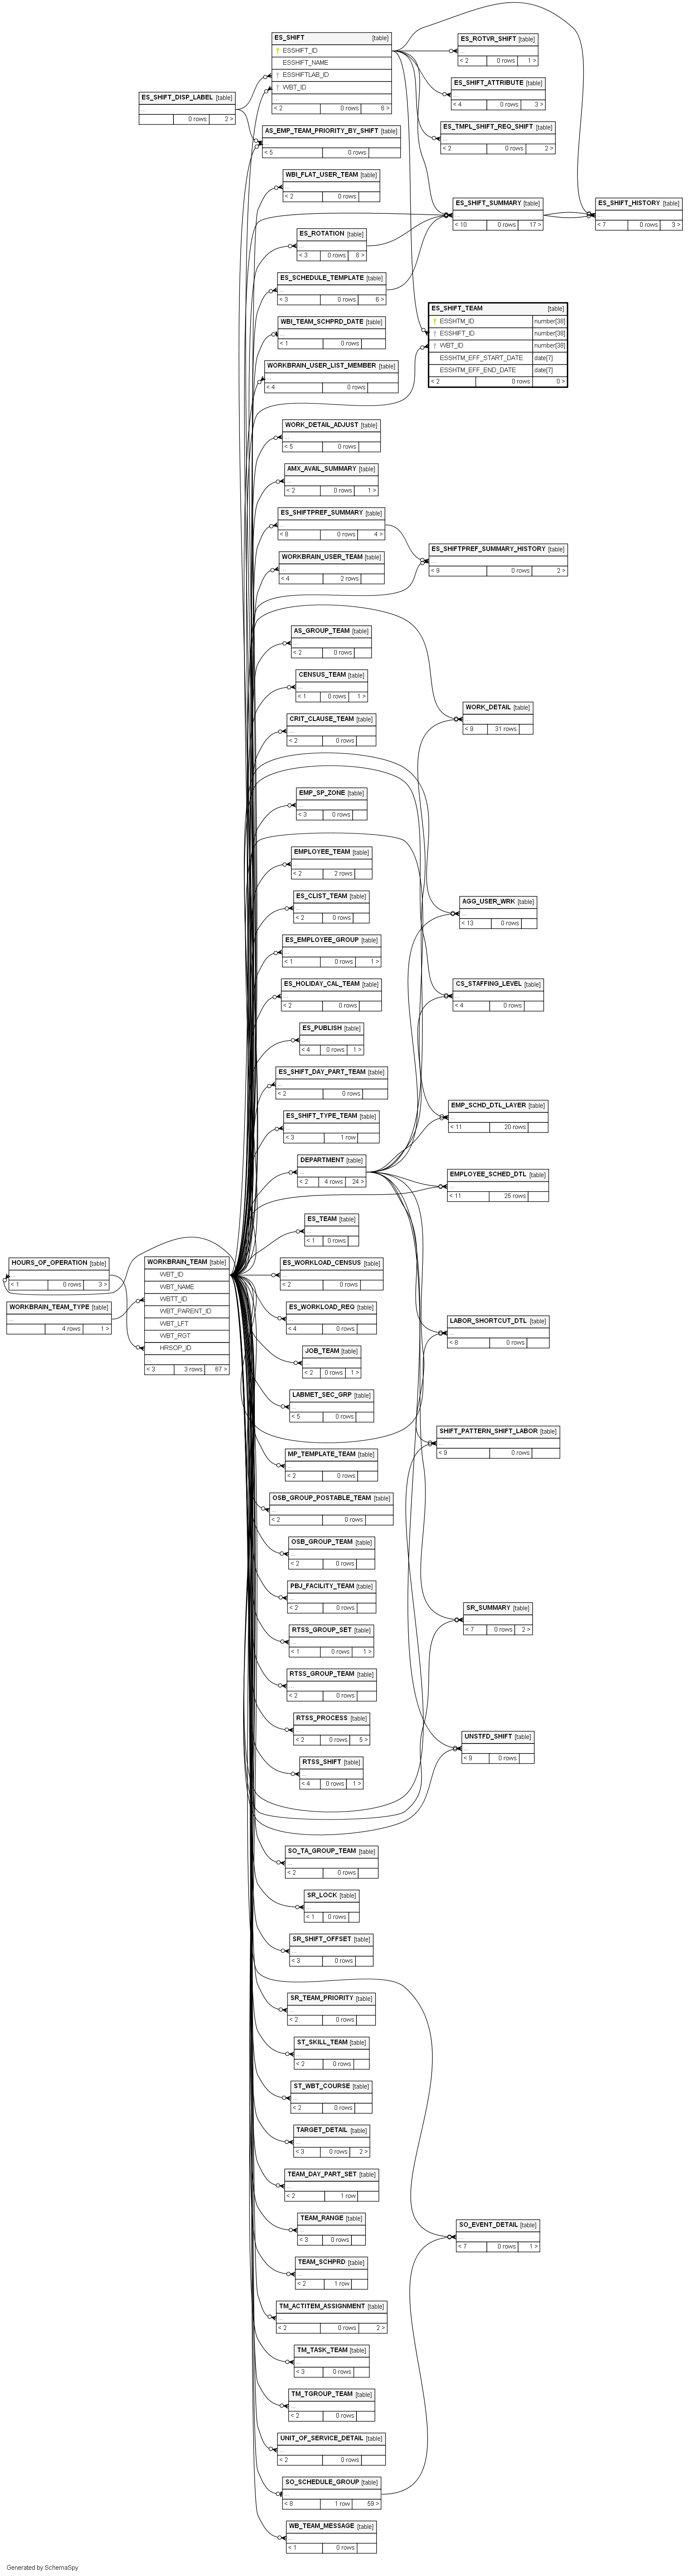 ES_SHIFT [table]
ESSHIFT_ID
ESSHIFT_NAME
ESSHIFTLAB_ID
WBT_ID
...
< 2 0 rows 8 >
ES_ROTVR_SHIFT [table]
...
< 2 0 rows 1 >
ES_SHIFT_ATTRIBUTE [table]
...
< 4 0 rows 3 >
ES_SHIFT_DISP_LABEL [table]
...
0 rows 2 >
ES_TMPL_SHIFT_REQ_SHIFT [table]
...
< 2 0 rows 2 >
AS_EMP_TEAM_PRIORITY_BY_SHIFT [table]
...
< 5 0 rows
WBI_FLAT_USER_TEAM [table]
...
< 2 0 rows
ES_SHIFT_SUMMARY [table]
...
< 10 0 rows 17 >
ES_SHIFT_HISTORY [table]
...
< 7 0 rows 3 >
ES_ROTATION [table]
...
< 3 0 rows 6 >
ES_SCHEDULE_TEMPLATE [table]
...
< 3 0 rows 6 >
ES_SHIFT_TEAM [table]
ESSHTM_ID number[38]
ESSHIFT_ID number[38]
WBT_ID number[38]
ESSHTM_EFF_START_DATE date[7]
ESSHTM_EFF_END_DATE date[7]
< 2 0 rows 0 >
WBI_TEAM_SCHPRD_DATE [table]
...
< 1 0 rows
WORKBRAIN_USER_LIST_MEMBER [table]
...
< 4 0 rows
WORK_DETAIL_ADJUST [table]
...
< 5 0 rows
AMX_AVAIL_SUMMARY [table]
...
< 2 0 rows 1 >
ES_SHIFTPREF_SUMMARY [table]
...
< 8 0 rows 4 >
ES_SHIFTPREF_SUMMARY_HISTORY [table]
...
< 9 0 rows 2 >
WORKBRAIN_USER_TEAM [table]
...
< 4 2 rows
AS_GROUP_TEAM [table]
...
< 2 0 rows
CENSUS_TEAM [table]
...
< 1 0 rows 1 >
WORK_DETAIL [table]
...
< 9 31 rows
CRIT_CLAUSE_TEAM [table]
...
< 2 0 rows
EMP_SP_ZONE [table]
...
< 3 0 rows
EMPLOYEE_TEAM [table]
...
< 2 2 rows
ES_CLIST_TEAM [table]
...
< 2 0 rows
AGG_USER_WRK [table]
...
< 13 0 rows
ES_EMPLOYEE_GROUP [table]
...
< 1 0 rows 1 >
ES_HOLIDAY_CAL_TEAM [table]
...
< 2 0 rows
CS_STAFFING_LEVEL [table]
...
< 4 0 rows
ES_PUBLISH [table]
...
< 4 0 rows 1 >
ES_SHIFT_DAY_PART_TEAM [table]
...
< 2 0 rows
EMP_SCHD_DTL_LAYER [table]
...
< 11 20 rows
ES_SHIFT_TYPE_TEAM [table]
...
< 3 1 row
DEPARTMENT [table]
...
< 2 4 rows 24 >
EMPLOYEE_SCHED_DTL [table]
...
< 11 25 rows
ES_TEAM [table]
...
< 1 0 rows
HOURS_OF_OPERATION [table]
...
< 1 0 rows 3 >
WORKBRAIN_TEAM [table]
WBT_ID
WBT_NAME
WBTT_ID
WBT_PARENT_ID
WBT_LFT
WBT_RGT
HRSOP_ID
...
< 3 3 rows 67 >
ES_WORKLOAD_CENSUS [table]
...
< 2 0 rows
WORKBRAIN_TEAM_TYPE [table]
...
4 rows 1 >
ES_WORKLOAD_REQ [table]
...
< 4 0 rows
LABOR_SHORTCUT_DTL [table]
...
< 8 0 rows
JOB_TEAM [table]
...
< 2 0 rows 1 >
LABMET_SEC_GRP [table]
...
< 5 0 rows
SHIFT_PATTERN_SHIFT_LABOR [table]
...
< 9 0 rows
MP_TEMPLATE_TEAM [table]
...
< 2 0 rows
OSB_GROUP_POSTABLE_TEAM [table]
...
< 2 0 rows
OSB_GROUP_TEAM [table]
...
< 2 0 rows
PBJ_FACILITY_TEAM [table]
...
< 2 0 rows
SR_SUMMARY [table]
...
< 7 0 rows 2 >
RTSS_GROUP_SET [table]
...
< 1 0 rows 1 >
RTSS_GROUP_TEAM [table]
...
< 2 0 rows
RTSS_PROCESS [table]
...
< 2 0 rows 5 >
UNSTFD_SHIFT [table]
...
< 9 0 rows
RTSS_SHIFT [table]
...
< 4 0 rows 1 >
SO_TA_GROUP_TEAM [table]
...
< 2 0 rows
SR_LOCK [table]
...
< 1 0 rows
SR_SHIFT_OFFSET [table]
...
< 3 0 rows
SR_TEAM_PRIORITY [table]
...
< 2 0 rows
ST_SKILL_TEAM [table]
...
< 2 0 rows
ST_WBT_COURSE [table]
...
< 2 0 rows
TARGET_DETAIL [table]
...
< 3 0 rows 2 >
TEAM_DAY_PART_SET [table]
...
< 2 1 row
TEAM_RANGE [table]
...
< 3 0 rows
SO_EVENT_DETAIL [table]
...
< 7 0 rows 1 >
TEAM_SCHPRD [table]
...
< 2 1 row
TM_ACTITEM_ASSIGNMENT [table]
...
< 2 0 rows 2 >
TM_TASK_TEAM [table]
...
< 3 0 rows
TM_TGROUP_TEAM [table]
...
< 2 0 rows
UNIT_OF_SERVICE_DETAIL [table]
...
< 2 0 rows
SO_SCHEDULE_GROUP [table]
...
< 8 1 row 59 >
WB_TEAM_MESSAGE [table]
...
< 1 0 rows
Generated by SchemaSpy